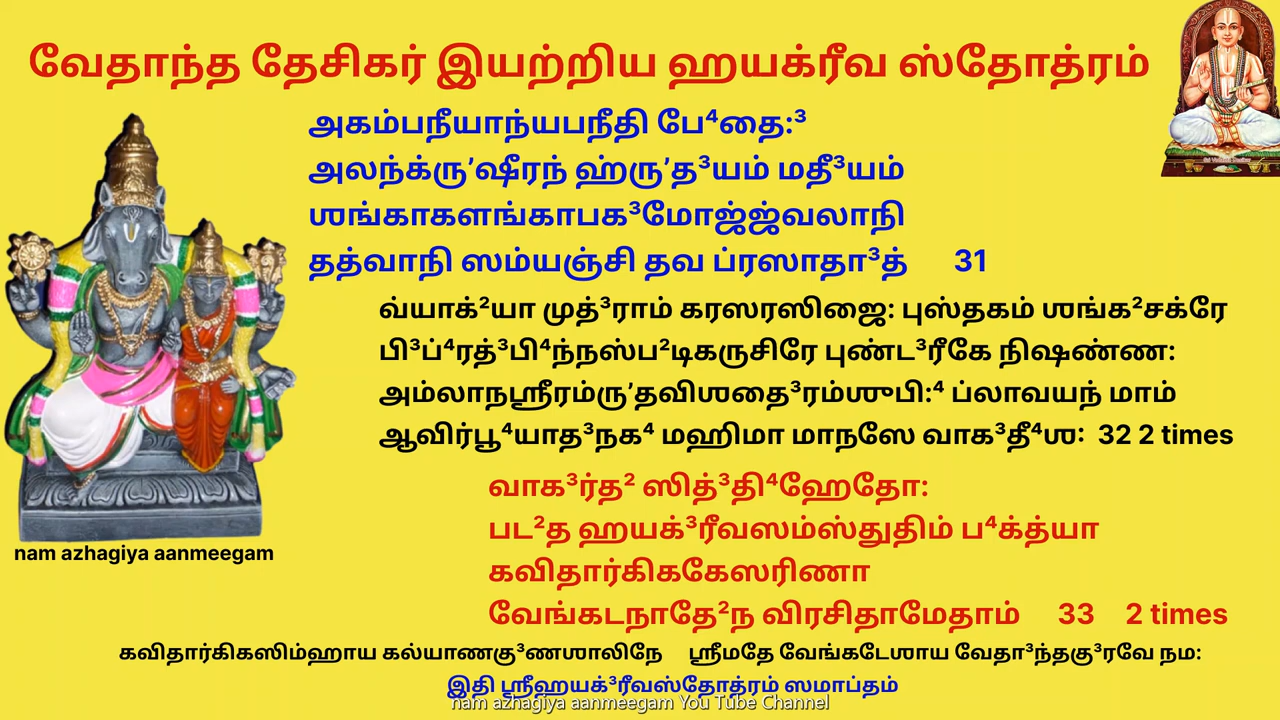 வேதாந்த தேசிகர் இயற்றிய ஹயக்ரீவ ஸ்தோத்ரம்
அகம்பநீயாந்யபநீதி பே⁴தை:³
அலந்க்ரு’ஷீரந் ஹ்ரு’த³யம் மதீ³யம்
ஶங்காகளங்காபக³மோஜ்ஜ்வலாநி
தத்வாநி ஸம்யஞ்சி தவ ப்ரஸாதா³த் 31
வ்யாக்²யா முத்³ராம் கரஸரஸிஜை: புஸ்தகம் ஶங்க²சக்ரே
பி³ப்⁴ரத்³பி⁴ந்நஸ்ப²டிகருசிரே புண்ட³ரீகே நிஷண்ண:
அம்லாநஶ்ரீரம்ரு’தவிஶதை³ரம்ஶுபி:⁴ ப்லாவயந் மாம்
ஆவிர்பூ⁴யாத³நக⁴ மஹிமா மாநஸே வாக³தீ⁴ஶ: 32 2 times
வாக³ர்த² ஸித்³தி⁴ஹேதோ:
பட²த ஹயக்³ரீவஸம்ஸ்துதிம் ப⁴க்த்யா
கவிதார்கிககேஸரிணா
வேங்கடநாதே²ந விரசிதாமேதாம் 33 2 times
nam azhagiya aanmeegam
கவிதார்கிகஸிம்ஹாய கல்யாணகு³ணஶாலிநே ஶ்ரீமதே வேங்கடேஶாய வேதா³ந்தகு³ரவே நம:
இதி ஶ்ரீஹயக்³ரீவஸ்தோத்ரம் ஸமாப்தம்
nam azhagiya aanmeegam You Tube Channel